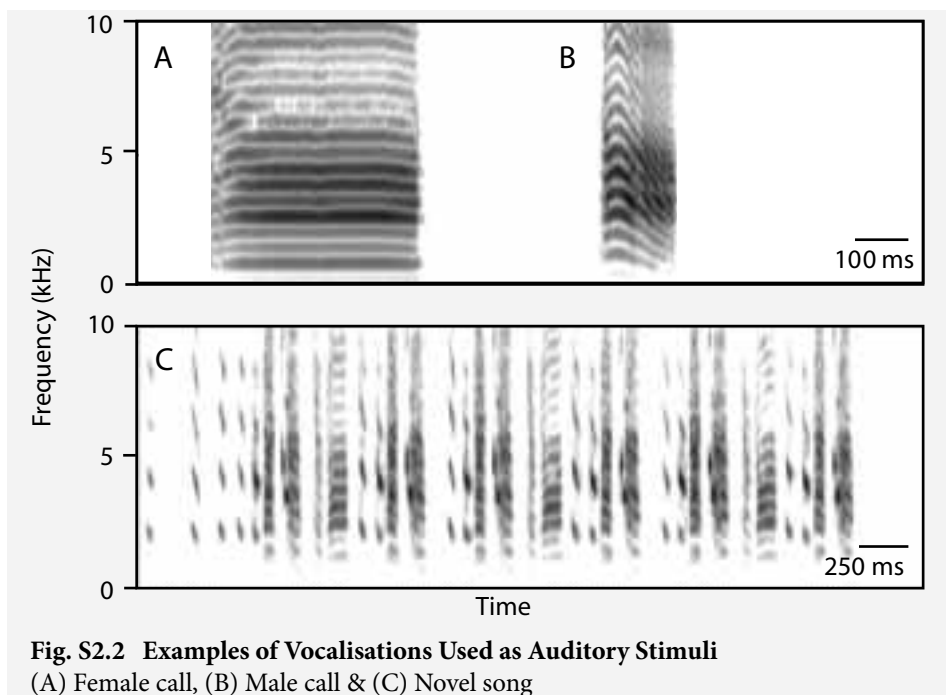 10
A
B
5
100 ms
0
Frequency (kHz)
10
C
5
250 ms
0
Time
Fig. S2.2 Examples of Vocalisations Used as Auditory Stimuli
(A) Female call, (B) Male call & (C) Novel song